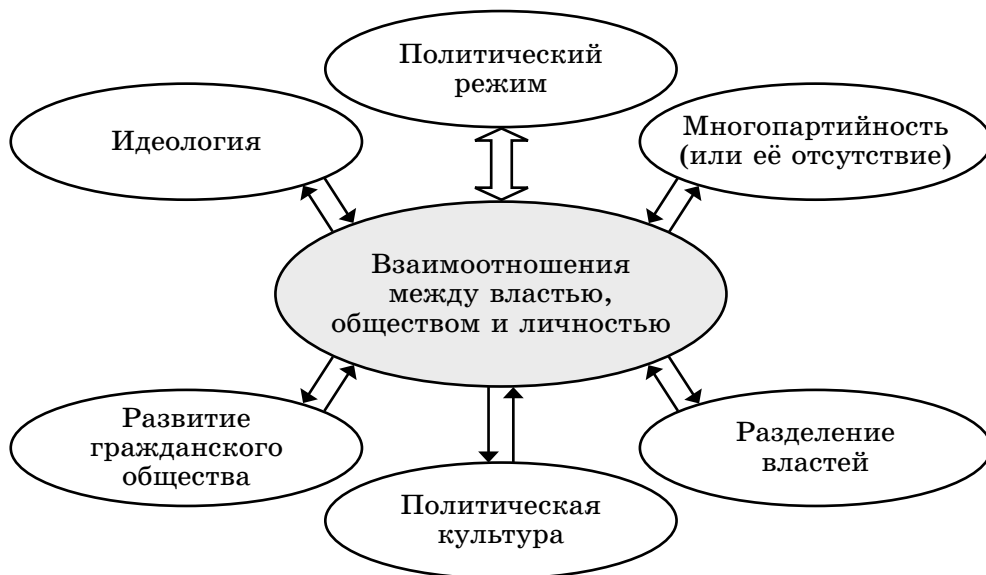 Политический
режим
Идеология
Многопартийность
(или её отсутствие)
Взаимоотношения
между властью,
обществом и личностью
Развитие
гражданского
общества
Политическая
культура
Разделение
властей